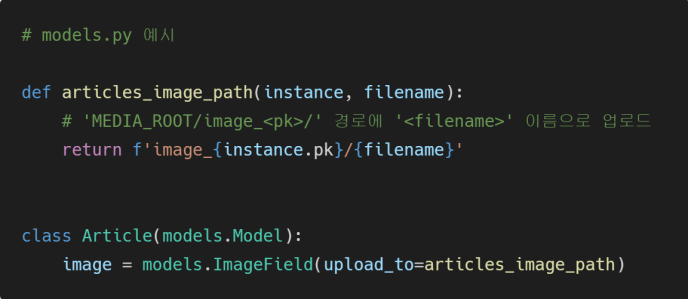 # models.py 예시
def articles_image_path(instance, filename):
# 'MEDIA_ROOT/image_<pk>/' 경로에 '<filename>' 이름으로 업로드
return f'image_{instance.pk}/{filename}'
class Article(models.Model):
image = models.ImageField(upload_to=articles_image_path)